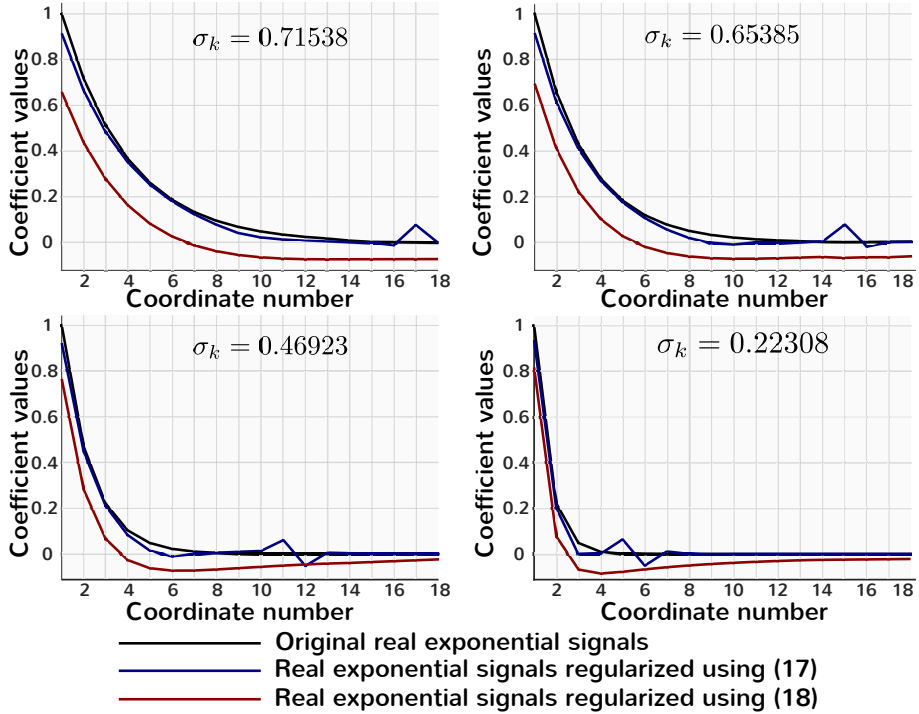 1
0.8
0.6
0.4
0.2
0
Coefficient values
σₖ = 0.71538
2 4 6 8 10 12 14 16 18
Coordinate number
1
0.8
0.6
0.4
0.2
0
Coefficient values
σₖ = 0.65385
2 4 6 8 10 12 14 16 18
Coordinate number
1
0.8
0.6
0.4
0.2
0
Coefficient values
σₖ = 0.46923
2 4 6 8 10 12 14 16 18
Coordinate number
1
0.8
0.6
0.4
0.2
0
Coefficient values
σₖ = 0.22308
2 4 6 8 10 12 14 16 18
Coordinate number
Original real exponential signals
Real exponential signals regularized using (17)
Real exponential signals regularized using (18)